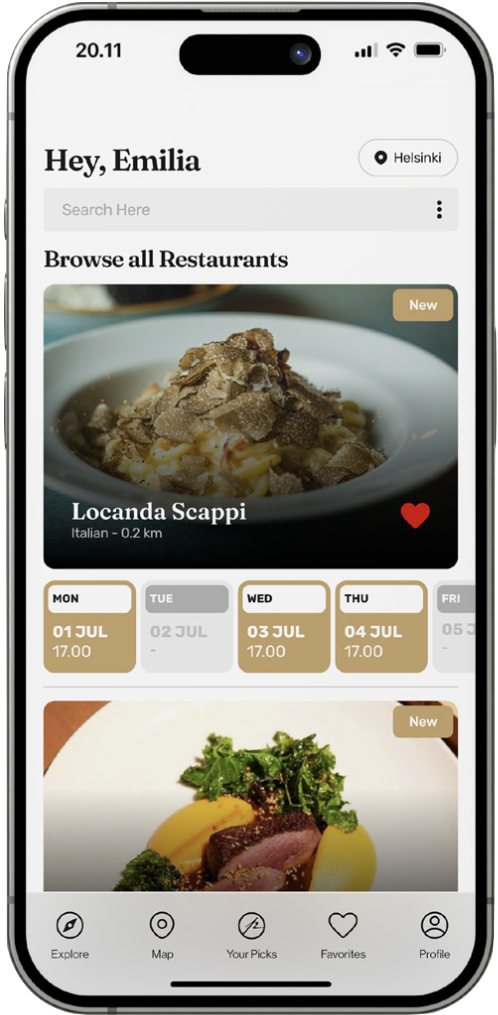 20.11
Hey, Emilia
Helsinki
Search Here
Browse all Restaurants
New
Locanda Scappi
Italian - 0.2 km
MON
TUE
WED
THU
FRI
01 JUL
02 JUL
03 JUL
04 JUL
05 J
17.00
-
17.00
17.00
-
New
Explore
Map
Your Picks
Favorites
Profile